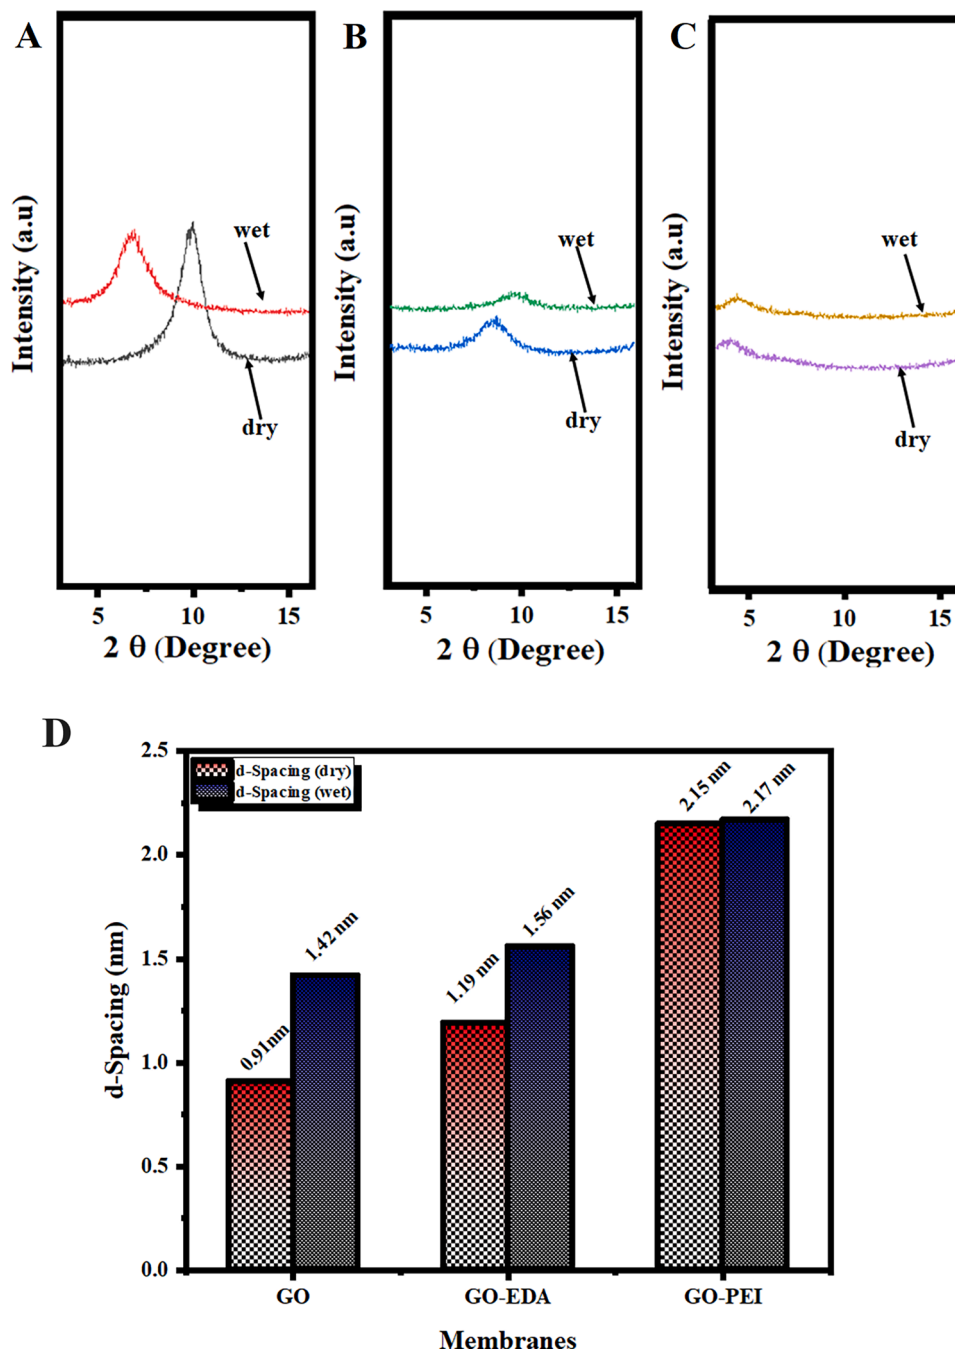 A
Intensity (a.u)
wet
dry
5 10 15
2 θ (Degree)
B
Intensity (a.u)
wet
dry
5 10 15
2 θ (Degree)
C
Intensity (a.u)
wet
dry
5 10 15
2 θ (Degree)
D
d-Spacing (nm)
2.5
2.0
1.5
1.0
0.5
0.0
d-Spacing (dry)
d-Spacing (wet)
0.91nm
1.42 nm
1.19 nm
1.56 nm
2.15 nm
2.17 nm
GO GO-EDA GO-PEI
Membranes